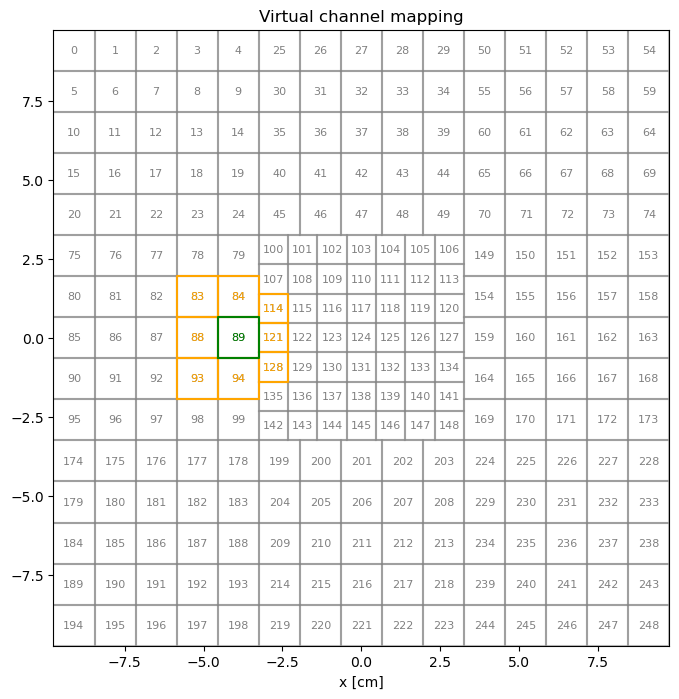 Virtual channel mapping
0 1 2 3 4 25 26 27 28 29 50 51 52 53 54
5 6 7 8 9 30 31 32 33 34 55 56 57 58 59
7.5
10 11 12 13 14 35 36 37 38 39 60 61 62 63 64
15 16 17 18 19 40 41 42 43 44 65 66 67 68 69
5.0
20 21 22 23 24 45 46 47 48 49 70 71 72 73 74
75 76 77 78 79 100 101 102 103 104 105 106 149 150 151 152 153
2.5
107 108 109 110 111 112 113
80 81 82 83 84 114 115 116 117 118 119 120 154 155 156 157 158
0.0
85 86 87 88 89 121 122 123 124 125 126 127 159 160 161 162 163
128 129 130 131 132 133 134
90 91 92 93 94 135 136 137 138 139 140 141 164 165 166 167 168
−2.5
95 96 97 98 99 142 143 144 145 146 147 148 169 170 171 172 173
174 175 176 177 178 199 200 201 202 203 224 225 226 227 228
−5.0
179 180 181 182 183 204 205 206 207 208 229 230 231 232 233
184 185 186 187 188 209 210 211 212 213 234 235 236 237 238
−7.5
189 190 191 192 193 214 215 216 217 218 239 240 241 242 243
194 195 196 197 198 219 220 221 222 223 244 245 246 247 248
−7.5 −5.0 −2.5 0.0 2.5 5.0 7.5
x [cm]